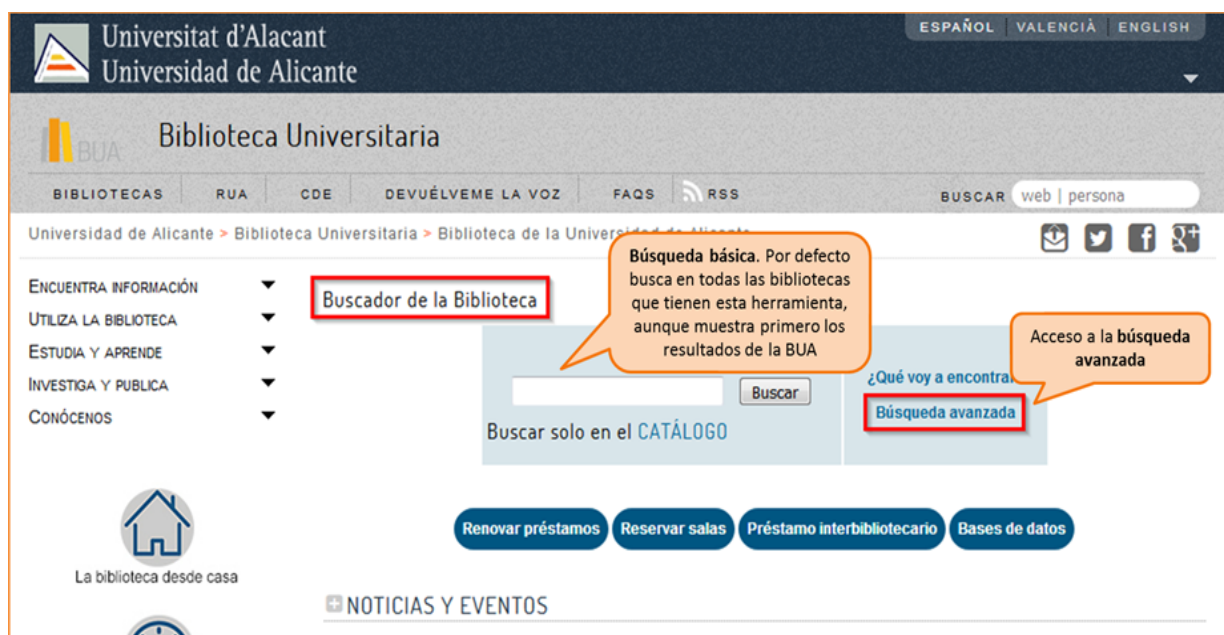 Universitat d'Alacant
Universidad de Alicante
ESPAÑOL VALENCIÀ ENGLISH
BUA
Biblioteca Universitaria
BIBLIOTECAS RUA CDE DEVUÉLVEME LA VOZ FAQS RSS BUSCAR web | persona
Universidad de Alicante > Biblioteca Universitaria > Biblioteca de la Universidad de Alicante
ENCUENTRA INFORMACIÓN
UTILIZA LA BIBLIOTECA
ESTUDIA Y APRENDE
INVESTIGA Y PUBLICA
CONÓCENOS
La biblioteca desde casa
Buscador de la Biblioteca
Búsqueda básica. Por defecto
busca en todas las bibliotecas
que tienen esta herramienta,
aunque muestra primero los
resultados de la BUA
Buscar
Buscar solo en el CATÁLOGO
Acceso a la búsqueda
avanzada
¿Qué voy a encontrar
Búsqueda avanzada
Renovar préstamos Reservar salas Préstamo interbibliotecario Bases de datos
NOTICIAS Y EVENTOS